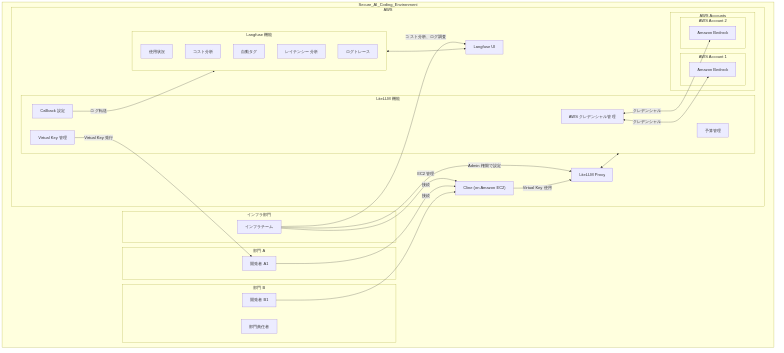 Secure_AI_Coding_Environment
AWS
AWS Accounts
AWS Account 2
Amazon Bedrock
AWS Account 1
Amazon Bedrock
Langfuse 機能
使用状況
コスト分析
自動タグ
レイテンシー分析
ログトレース
コスト分析、ログ調査
Langfuse UI
LiteLLM 機能
Callback 設定
ログ転送
Virtual Key 管理
Virtual Key 発行
AWS クレデンシャル管理
クレデンシャル
クレデンシャル
予算管理
Admin 権限で設定
LiteLLM Proxy
EC2 管理
接続
接続
Cline (on Amazon EC2)
Virtual Key 使用
インフラ部門
インフラチーム
部門 A
開発者 A1
部門 B
開発者 B1
部門責任者